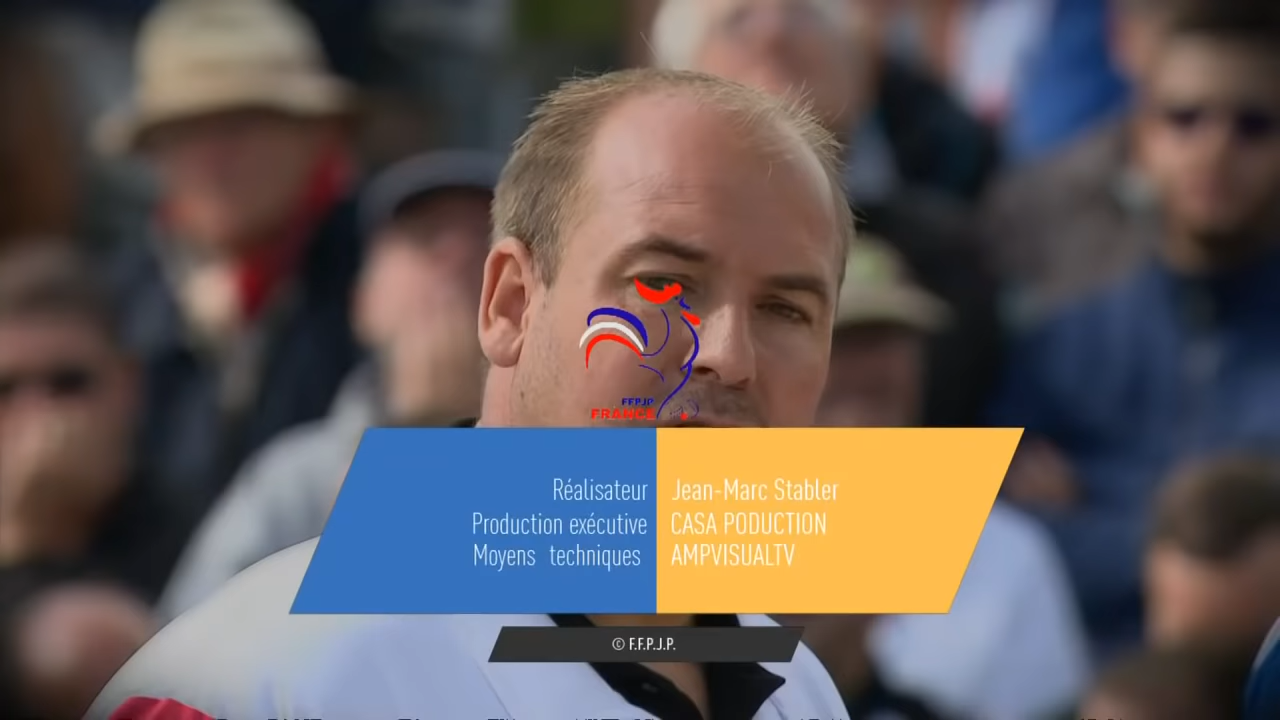 FFPJP
FRANCE
Réalisateur Jean-Marc Stabler
Production exécutive CASA PODUCTION
Moyens techniques AMPVISUALTV
© F.F.P.J.P.